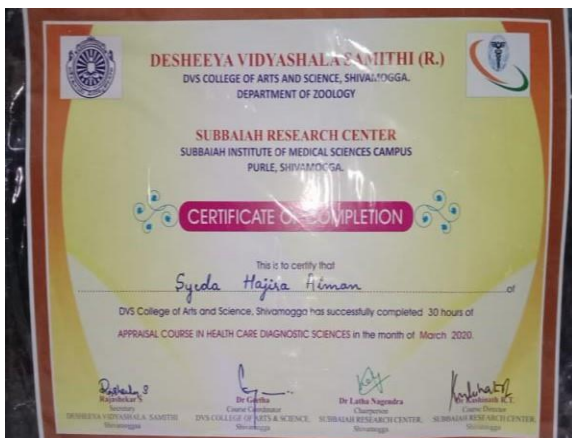 DESHEEYA VIDYASHALA SAMITHI (R.)
DVS COLLEGE OF ARTS AND SCIENCE, SHIVAMOGGA.
DEPARTMENT OF ZOOLOGY
SUBBAIAH RESEARCH CENTER
SUBBAIAH INSTITUTE OF MEDICAL SCIENCES CAMPUS
PURLE, SHIVAMOGGA.
CERTIFICATE OF COMPLETION
This is to certify that
Syeda Hajira Aiman of
DVS College of Arts and Science, Shivamogga has successfully completed 30 hours of
APPRAISAL COURSE IN HEALTH CARE DIAGNOSTIC SCIENCES in the month of March 2020.
Rajashekar S
Secretary
DESHEEYA VIDYASHALA SAMITHI
Shivamogga
Dr Geetha
Course Coordinator
DVS COLLEGE OF ARTS & SCIENCE,
Shivamogga
Dr Latha Nagendra
Chairperson
SUBBAIAH RESEARCH CENTER,
Shivamogga
Dr Kashinath R.T.
Course Director
SUBBAIAH RESEARCH CENTER,
Shivamogga